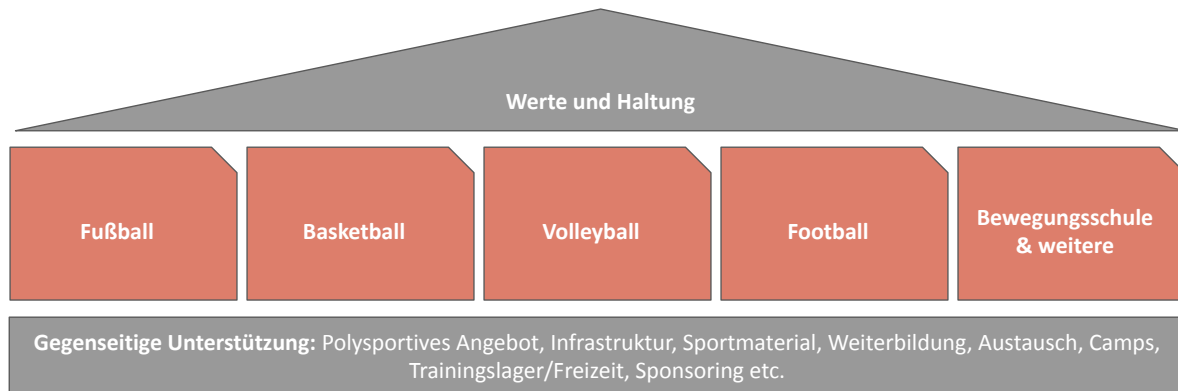 Werte und Haltung
Fußball
Basketball
Volleyball
Football
Bewegungsschule
& weitere
Gegenseitige Unterstützung: Polysportives Angebot, Infrastruktur, Sportmaterial, Weiterbildung, Austausch, Camps,
Trainingslager/Freizeit, Sponsoring etc.